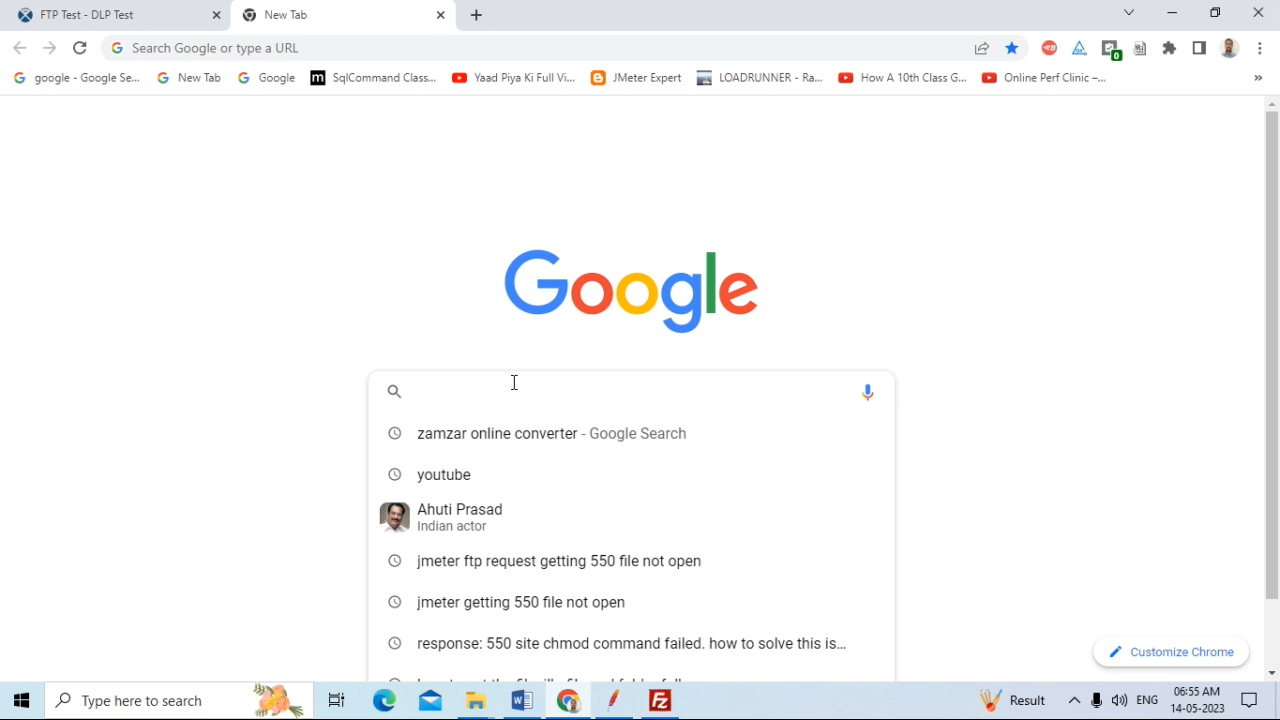 FTP Test - DLP Test
New Tab
Search Google or type a URL
google - Google Se...
New Tab
Google
SqlCommand Class...
Yaad Piya Ki Full Vi...
JMeter Expert
LOADRUNNER - Ra...
How A 10th Class G...
Online Perf Clinic –...
Google
zamzar online converter - Google Search
youtube
Ahuti Prasad
Indian actor
jmeter ftp request getting 550 file not open
jmeter getting 550 file not open
response: 550 site chmod command failed. how to solve this is...
Customize Chrome
Type here to search
Result
ENG
06:55 AM
14-05-2023